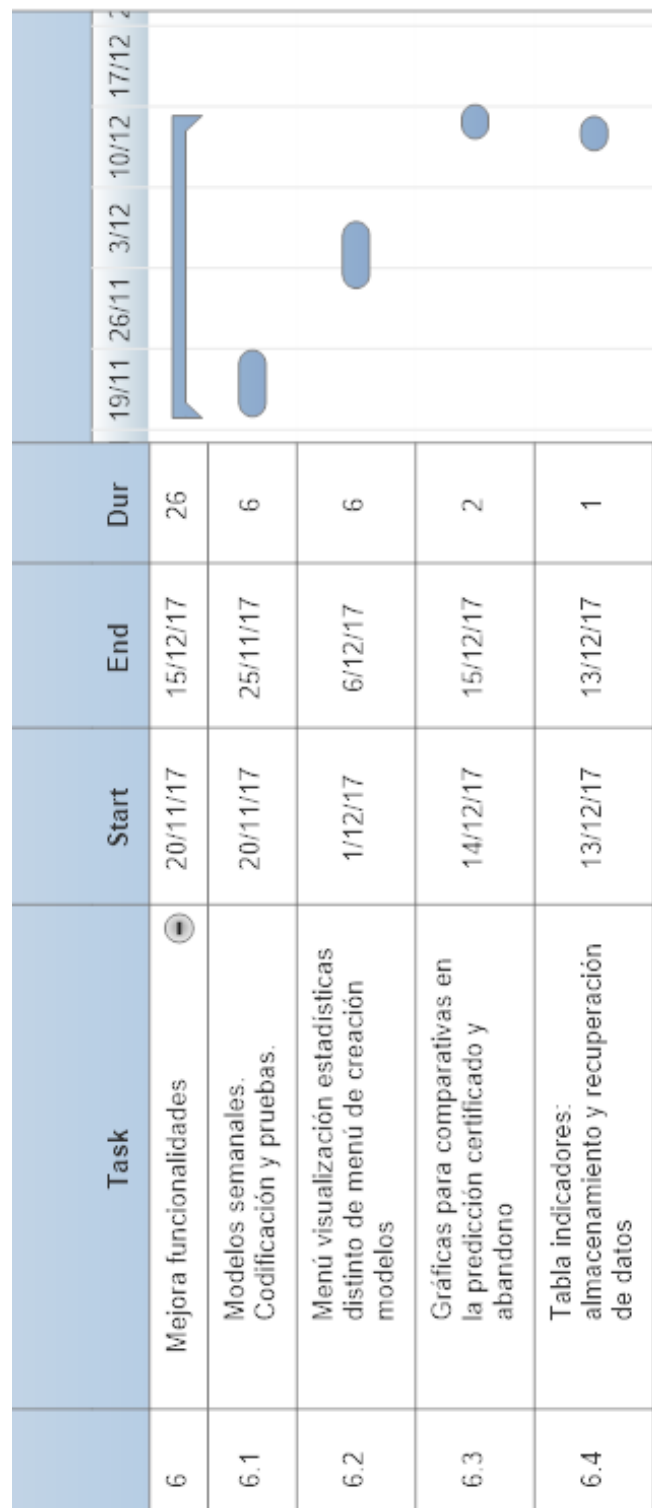 Task Start End Dur 19/11 26/11 3/12 10/12 17/12
6 Mejora funcionalidades 20/11/17 15/12/17 26
6.1 Modelos semanales.
Codificación y pruebas. 20/11/17 25/11/17 6
6.2 Menú visualización estadísticas
distinto de menú de creación
modelos 1/12/17 6/12/17 6
6.3 Gráficas para comparativas en
la predicción certificado y
abandono 14/12/17 15/12/17 2
6.4 Tabla indicadores:
almacenamiento y recuperación
de datos 13/12/17 13/12/17 1